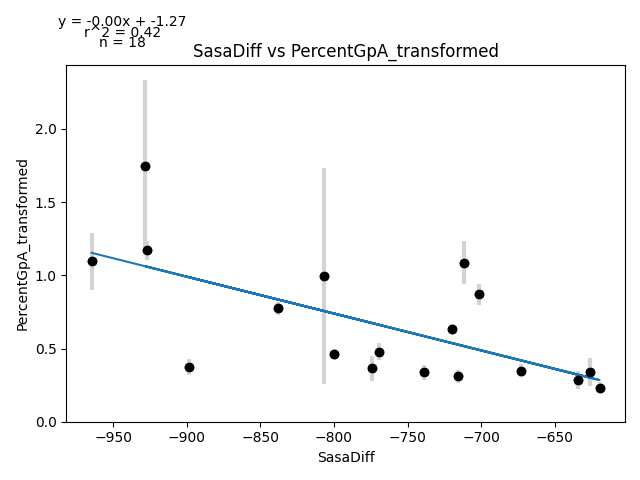 y = -0.00x + -1.27
r^2 = 0.42
n = 18
SasaDiff vs PercentGpA_transformed
2.0
1.5
1.0
0.5
0.0
PercentGpA_transformed
−950 −900 −850 −800 −750 −700 −650
SasaDiff